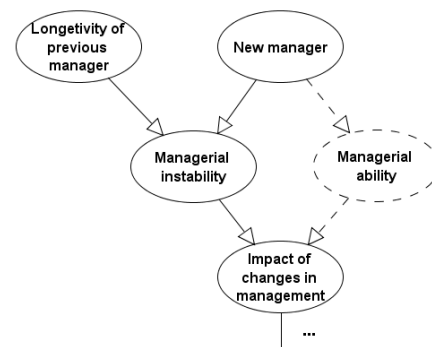 Longetivity of
previous
manager
New manager
Managerial
instability
Managerial
ability
Impact of
changes in
management
...